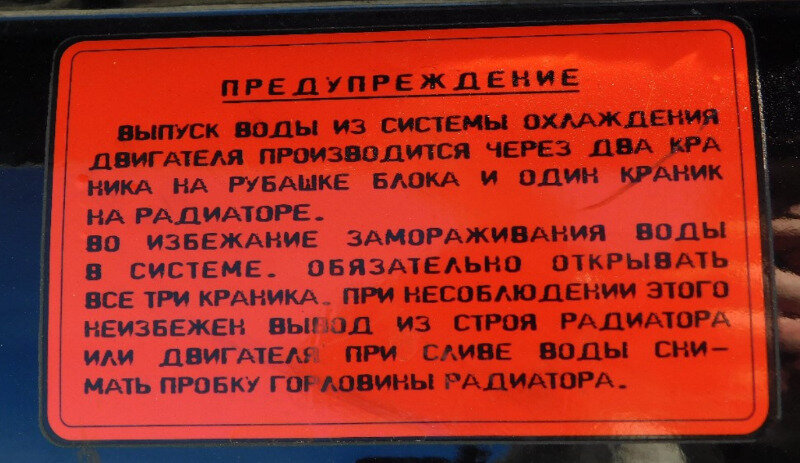 ПРЕДУПРЕЖДЕНИЕ
ВЫПУСК ВОДЫ ИЗ СИСТЕМЫ ОХЛАЖДЕНИЯ
ДВИГАТЕЛЯ ПРОИЗВОДИТСЯ ЧЕРЕЗ ДВА КРА
НИКА НА РУБАШКЕ БЛОКА И ОДИН КРАНИК
НА РАДИАТОРЕ.
ВО ИЗБЕЖАНИЕ ЗАМОРАЖИВАНИЯ ВОДЫ
В СИСТЕМЕ. ОБЯЗАТЕЛЬНО ОТКРЫВАТЬ
ВСЕ ТРИ КРАНИКА. ПРИ НЕСОБЛЮДЕНИИ ЭТОГО
НЕИЗБЕЖЕН ВЫВОД ИЗ СТРОЯ РАДИАТОРА
ИЛИ ДВИГАТЕЛЯ ПРИ СЛИВЕ ВОДЫ СНИ-
МАТЬ ПРОБКУ ГОРЛОВИНЫ РАДИАТОРА.